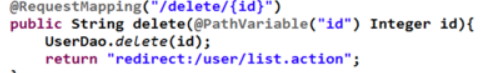 @RequestMapping("/delete/{id}")
public String delete(@PathVariable("id") Integer id){
    UserDao.delete(id);
    return "redirect:/user/list.action";
}